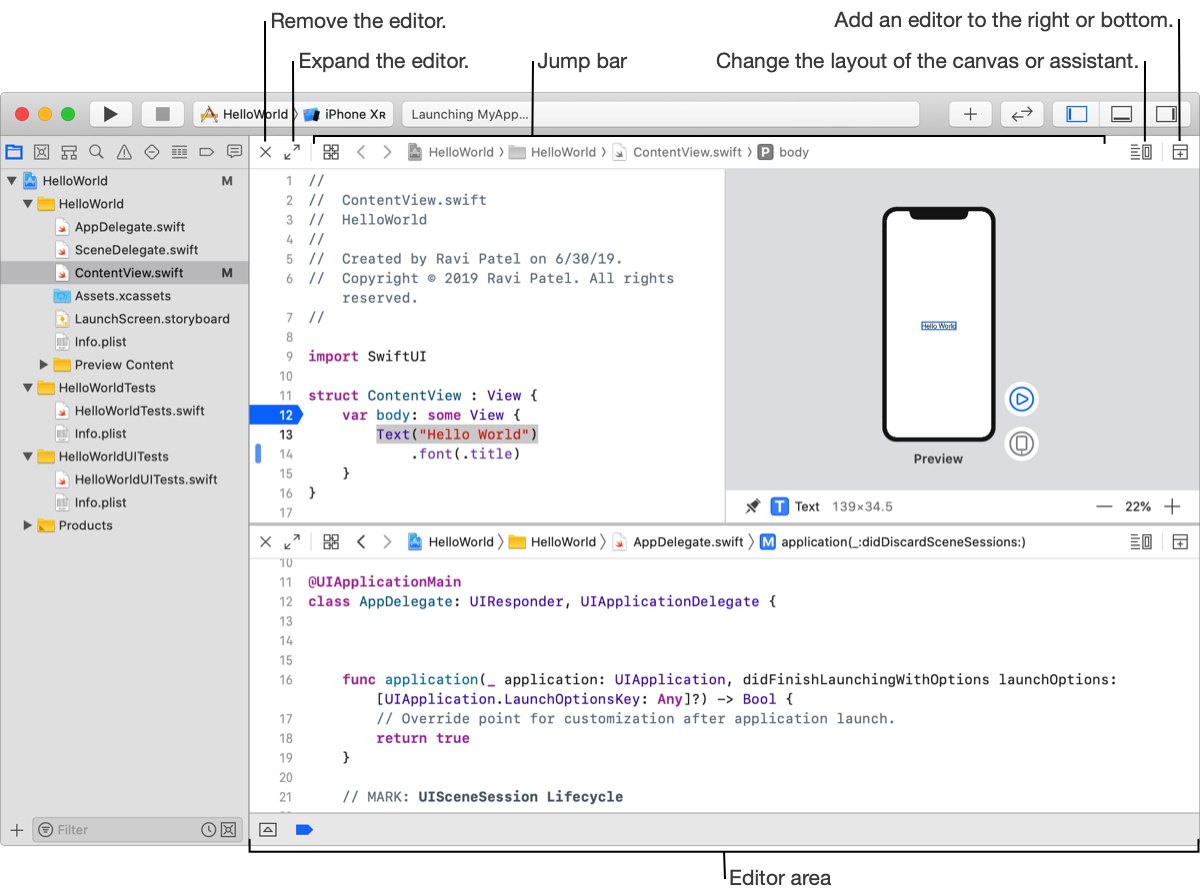 Remove the editor.
Add an editor to the right or bottom.
Expand the editor.
Jump bar
Change the layout of the canvas or assistant.
HelloWorld
iPhone XR
Launching MyApp...
HelloWorld M
HelloWorld
AppDelegate.swift
SceneDelegate.swift
ContentView.swift M
Assets.xcassets
LaunchScreen.storyboard
Info.plist
Preview Content
HelloWorldTests
HelloWorldTests.swift
Info.plist
HelloWorldUITests
HelloWorldUITests.swift
Info.plist
Products
Filter
HelloWorld HelloWorld ContentView.swift P body
1 //
2 //  ContentView.swift
3 //  HelloWorld
4 //
5 //  Created by Ravi Patel on 6/30/19.
6 //  Copyright © 2019 Ravi Patel. All rights
reserved.
7 //
8
9 import SwiftUI
10
11 struct ContentView : View {
12     var body: some View {
13         Text("Hello World")
14             .font(.title)
15     }
16 }
17
Hello World
Preview
T Text 139×34.5
22%
HelloWorld HelloWorld AppDelegate.swift M application(_:didDiscardSceneSessions:)
10
11 @UIApplicationMain
12 class AppDelegate: UIResponder, UIApplicationDelegate {
13
14
15
16     func application(_ application: UIApplication, didFinishLaunchingWithOptions launchOptions:
[UIApplication.LaunchOptionsKey: Any]?) -> Bool {
17         // Override point for customization after application launch.
18         return true
19     }
20
21     // MARK: UISceneSession Lifecycle
Editor area